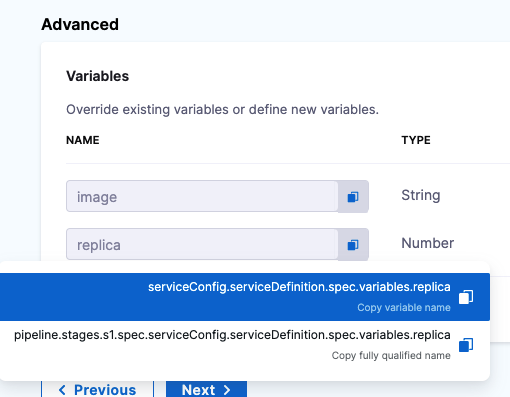 Advanced
Variables
Override existing variables or define new variables.
NAME TYPE
image String
replica Number
serviceConfig.serviceDefinition.spec.variables.replica
Copy variable name
pipeline.stages.s1.spec.serviceConfig.serviceDefinition.spec.variables.replica
Copy fully qualified name
< Previous Next >